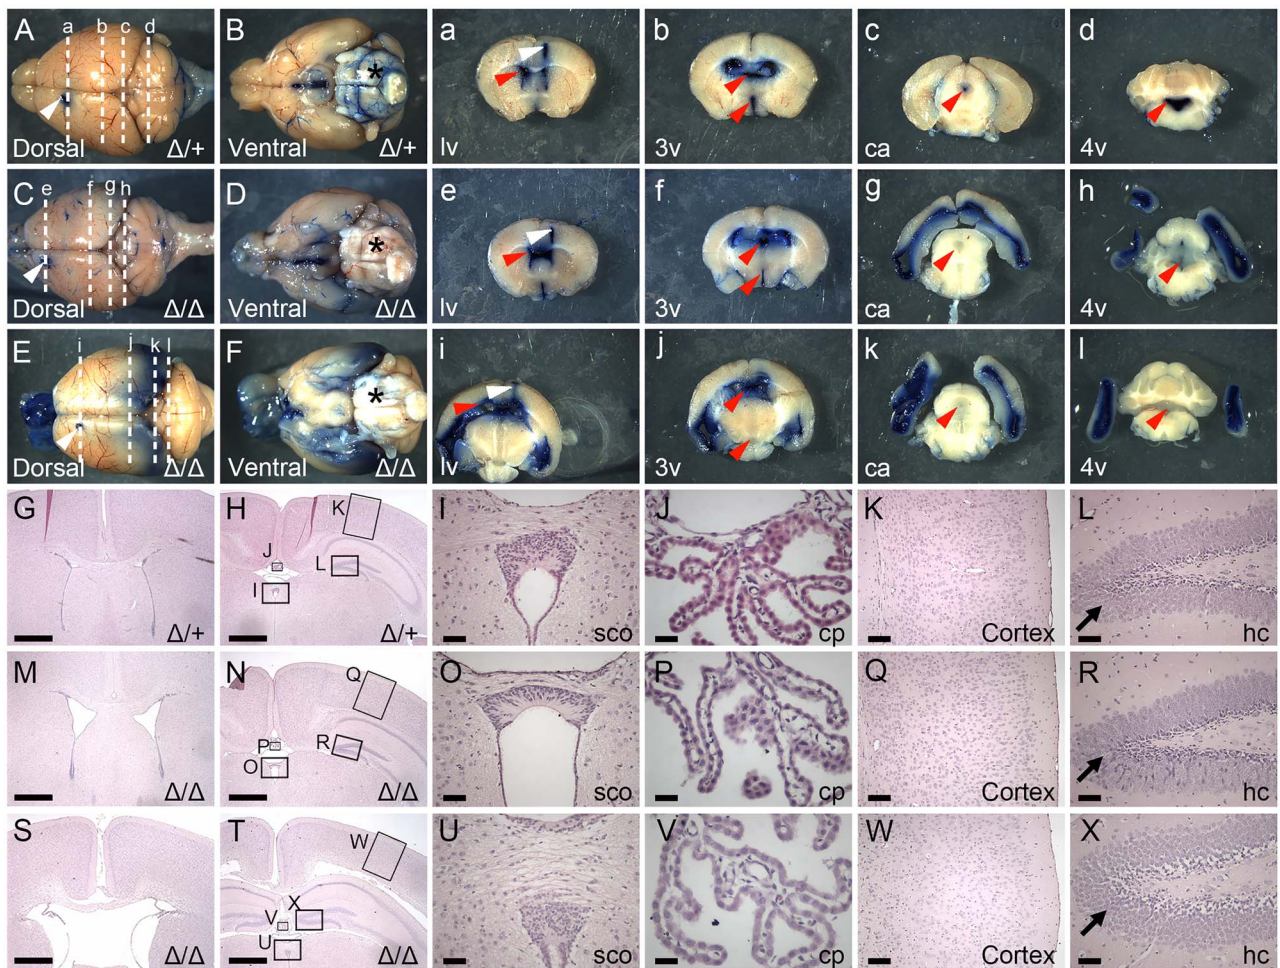 A a b c d
Dorsal Δ/+
B *
Ventral Δ/+
a
lv
b
3v
c
ca
d
4v
C e f g h
Dorsal Δ/Δ
D *
Ventral Δ/Δ
e
lv
f
3v
g
ca
h
4v
E i j k l
Dorsal Δ/Δ
F *
Ventral Δ/Δ
i
lv
j
3v
k
ca
l
4v
G
Δ/+
H K
J
L
I
Δ/+
I
sco
J
cp
K
Cortex
L
hc
M
Δ/Δ
N Q
P R
O
Δ/Δ
O
sco
P
cp
Q
Cortex
R
hc
S
Δ/Δ
T W
X
V
U
Δ/Δ
U
sco
V
cp
W
Cortex
X
hc